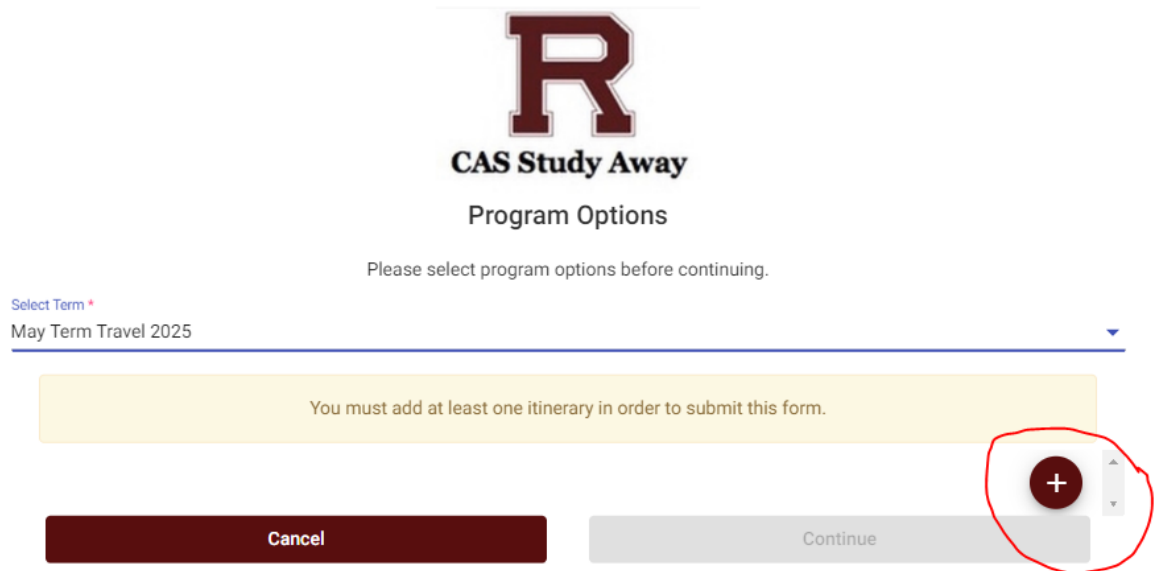 R
CAS Study Away
Program Options
Please select program options before continuing.
Select Term *
May Term Travel 2025
You must add at least one itinerary in order to submit this form.
+
Cancel Continue